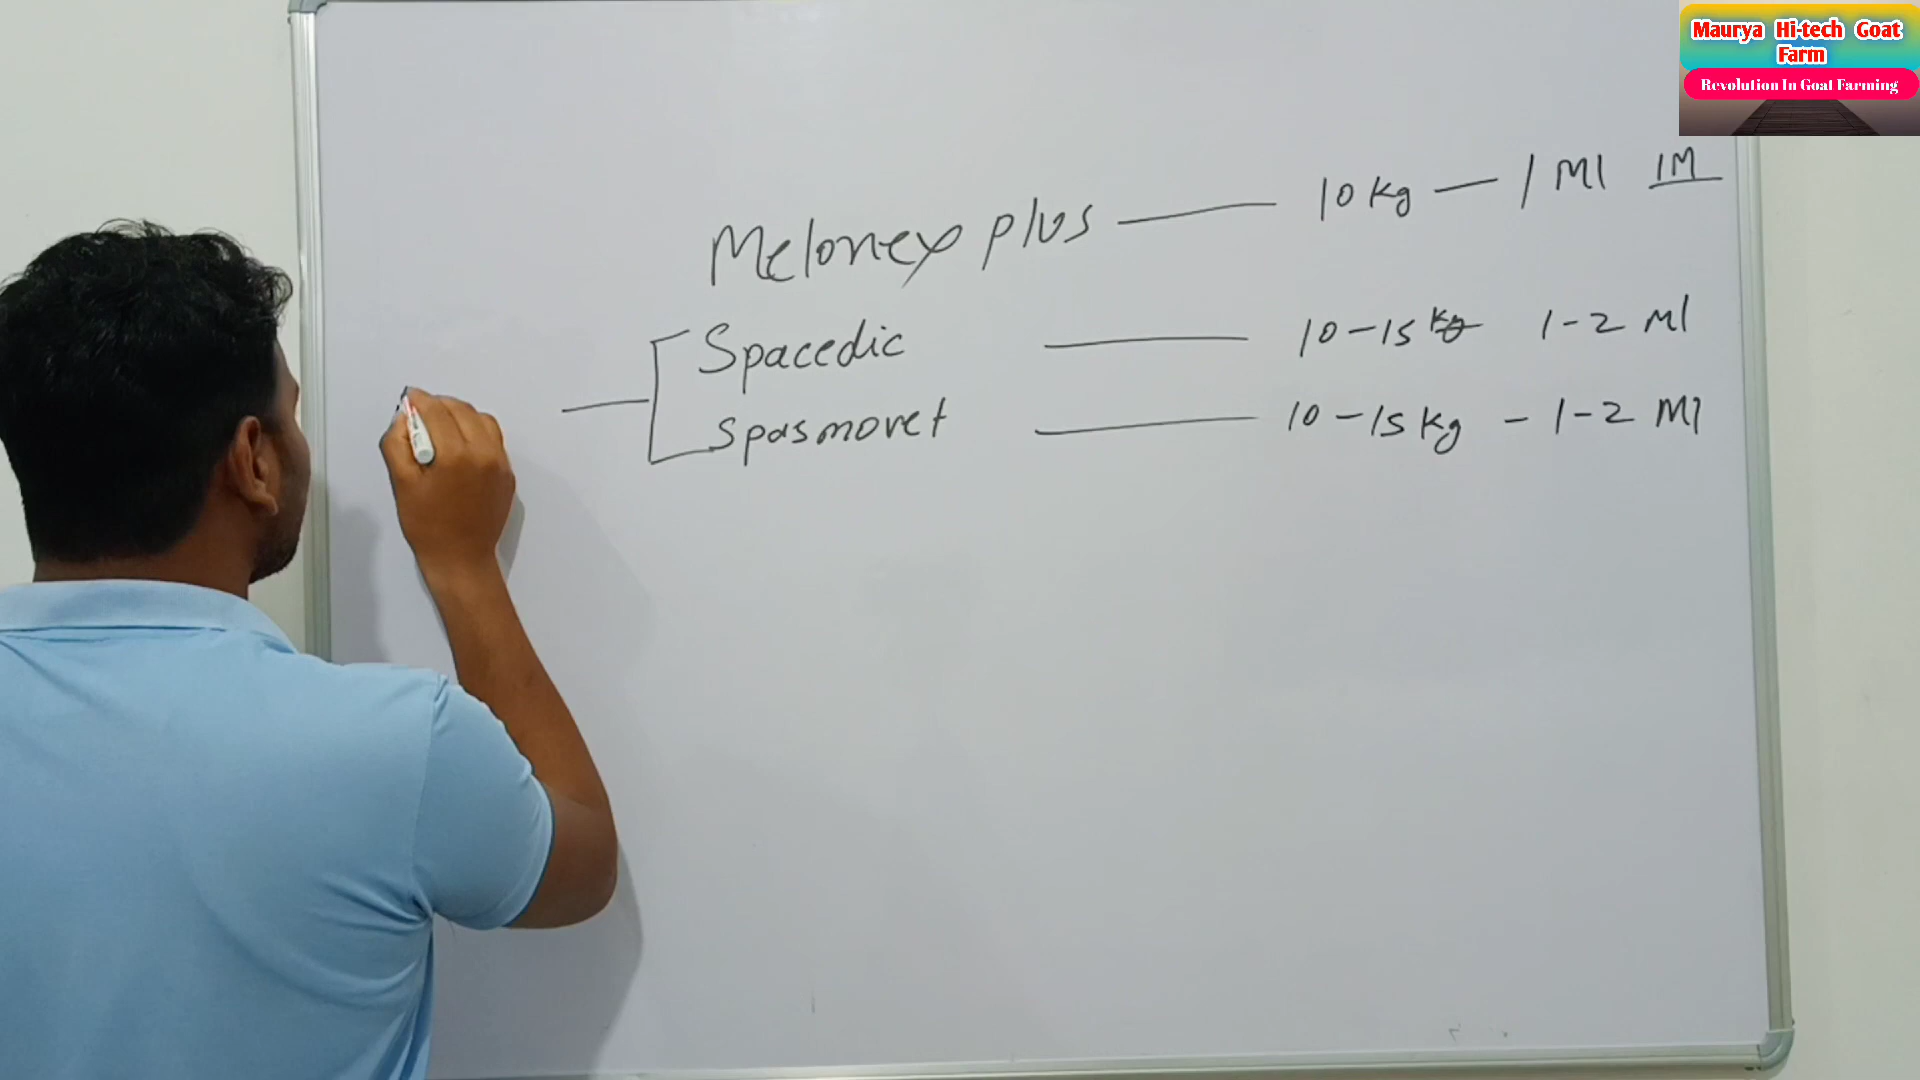 Maurya Hi-tech Goat
Farm
Revolution In Goat Farming
Melonex plus — 10 kg — 1 Ml IM
Spacedic — 10-15 kg 1-2 Ml
Spasmovet — 10-15 kg - 1-2 Ml